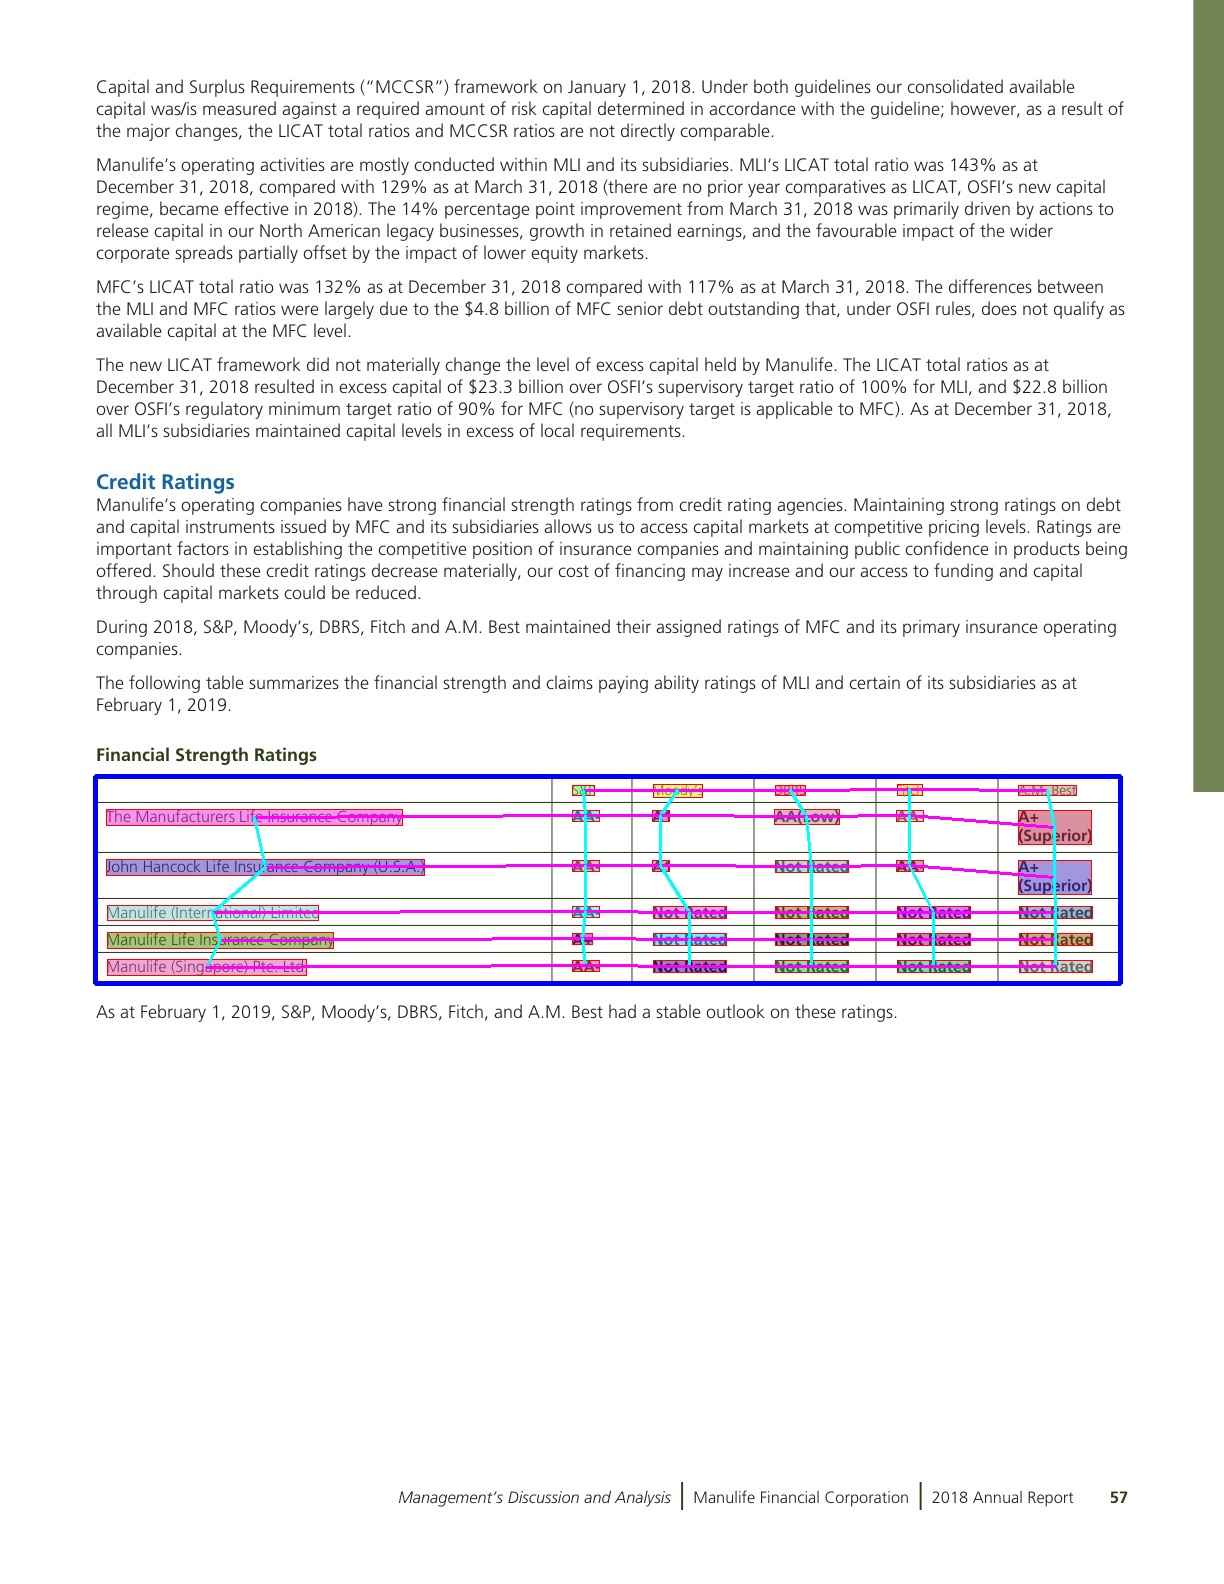 Capital and Surplus Requirements (“MCCSR”) framework on January 1, 2018. Under both guidelines our consolidated available
capital was/is measured against a required amount of risk capital determined in accordance with the guideline; however, as a result of
the major changes, the LICAT total ratios and MCCSR ratios are not directly comparable.
Manulife’s operating activities are mostly conducted within MLI and its subsidiaries. MLI’s LICAT total ratio was 143% as at
December 31, 2018, compared with 129% as at March 31, 2018 (there are no prior year comparatives as LICAT, OSFI’s new capital
regime, became effective in 2018). The 14% percentage point improvement from March 31, 2018 was primarily driven by actions to
release capital in our North American legacy businesses, growth in retained earnings, and the favourable impact of the wider
corporate spreads partially offset by the impact of lower equity markets.
MFC’s LICAT total ratio was 132% as at December 31, 2018 compared with 117% as at March 31, 2018. The differences between
the MLI and MFC ratios were largely due to the $4.8 billion of MFC senior debt outstanding that, under OSFI rules, does not qualify as
available capital at the MFC level.
The new LICAT framework did not materially change the level of excess capital held by Manulife. The LICAT total ratios as at
December 31, 2018 resulted in excess capital of $23.3 billion over OSFI’s supervisory target ratio of 100% for MLI, and $22.8 billion
over OSFI’s regulatory minimum target ratio of 90% for MFC (no supervisory target is applicable to MFC). As at December 31, 2018,
all MLI’s subsidiaries maintained capital levels in excess of local requirements.
Credit Ratings
Manulife’s operating companies have strong financial strength ratings from credit rating agencies. Maintaining strong ratings on debt
and capital instruments issued by MFC and its subsidiaries allows us to access capital markets at competitive pricing levels. Ratings are
important factors in establishing the competitive position of insurance companies and maintaining public confidence in products being
offered. Should these credit ratings decrease materially, our cost of financing may increase and our access to funding and capital
through capital markets could be reduced.
During 2018, S&P, Moody’s, DBRS, Fitch and A.M. Best maintained their assigned ratings of MFC and its primary insurance operating
companies.
The following table summarizes the financial strength and claims paying ability ratings of MLI and certain of its subsidiaries as at
February 1, 2019.
Financial Strength Ratings
S&P Moody’s DBRS Fitch A.M. Best
The Manufacturers Life Insurance Company AA- A1 AA(Low) AA- A+
(Superior)
John Hancock Life Insurance Company (U.S.A.) AA- A1 Not Rated AA- A+
(Superior)
Manulife (International) Limited AA- Not Rated Not Rated Not Rated Not Rated
Manulife Life Insurance Company A+ Not Rated Not Rated Not Rated Not Rated
Manulife (Singapore) Pte. Ltd. AA- Not Rated Not Rated Not Rated Not Rated
As at February 1, 2019, S&P, Moody’s, DBRS, Fitch, and A.M. Best had a stable outlook on these ratings.
Management’s Discussion and Analysis Manulife Financial Corporation 2018 Annual Report 57